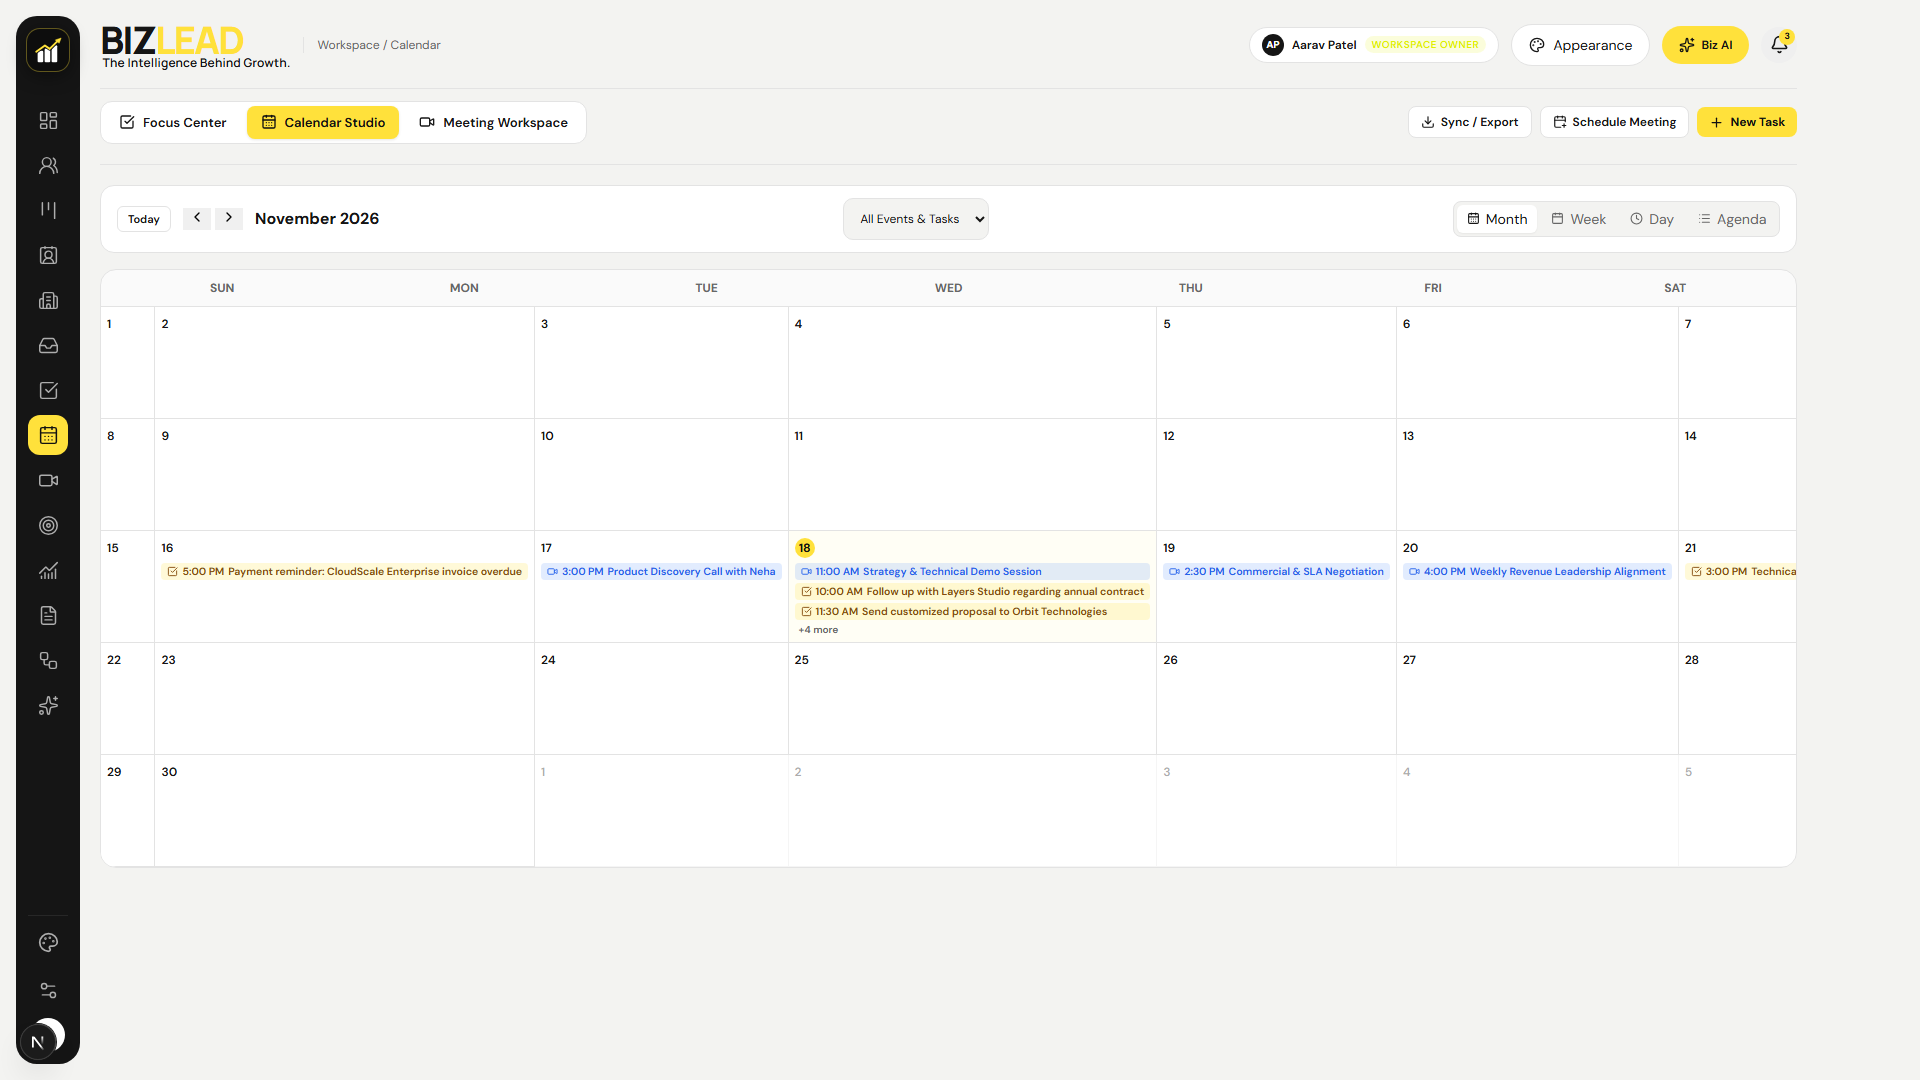 BIZLEAD
The Intelligence Behind Growth.
Workspace / Calendar
AP Aarav Patel WORKSPACE OWNER
Appearance
Biz AI
3
Focus Center
Calendar Studio
Meeting Workspace
Sync / Export
Schedule Meeting
New Task
Today
November 2026
All Events & Tasks
Month
Week
Day
Agenda
SUN MON TUE WED THU FRI SAT
1 2 3 4 5 6 7
8 9 10 11 12 13 14
15
16
5:00 PM Payment reminder: CloudScale Enterprise invoice overdue
17
3:00 PM Product Discovery Call with Neha
18
11:00 AM Strategy & Technical Demo Session
10:00 AM Follow up with Layers Studio regarding annual contract
11:30 AM Send customized proposal to Orbit Technologies
+4 more
19
2:30 PM Commercial & SLA Negotiation
20
4:00 PM Weekly Revenue Leadership Alignment
21
3:00 PM Technica
22 23 24 25 26 27 28
29 30 1 2 3 4 5
N